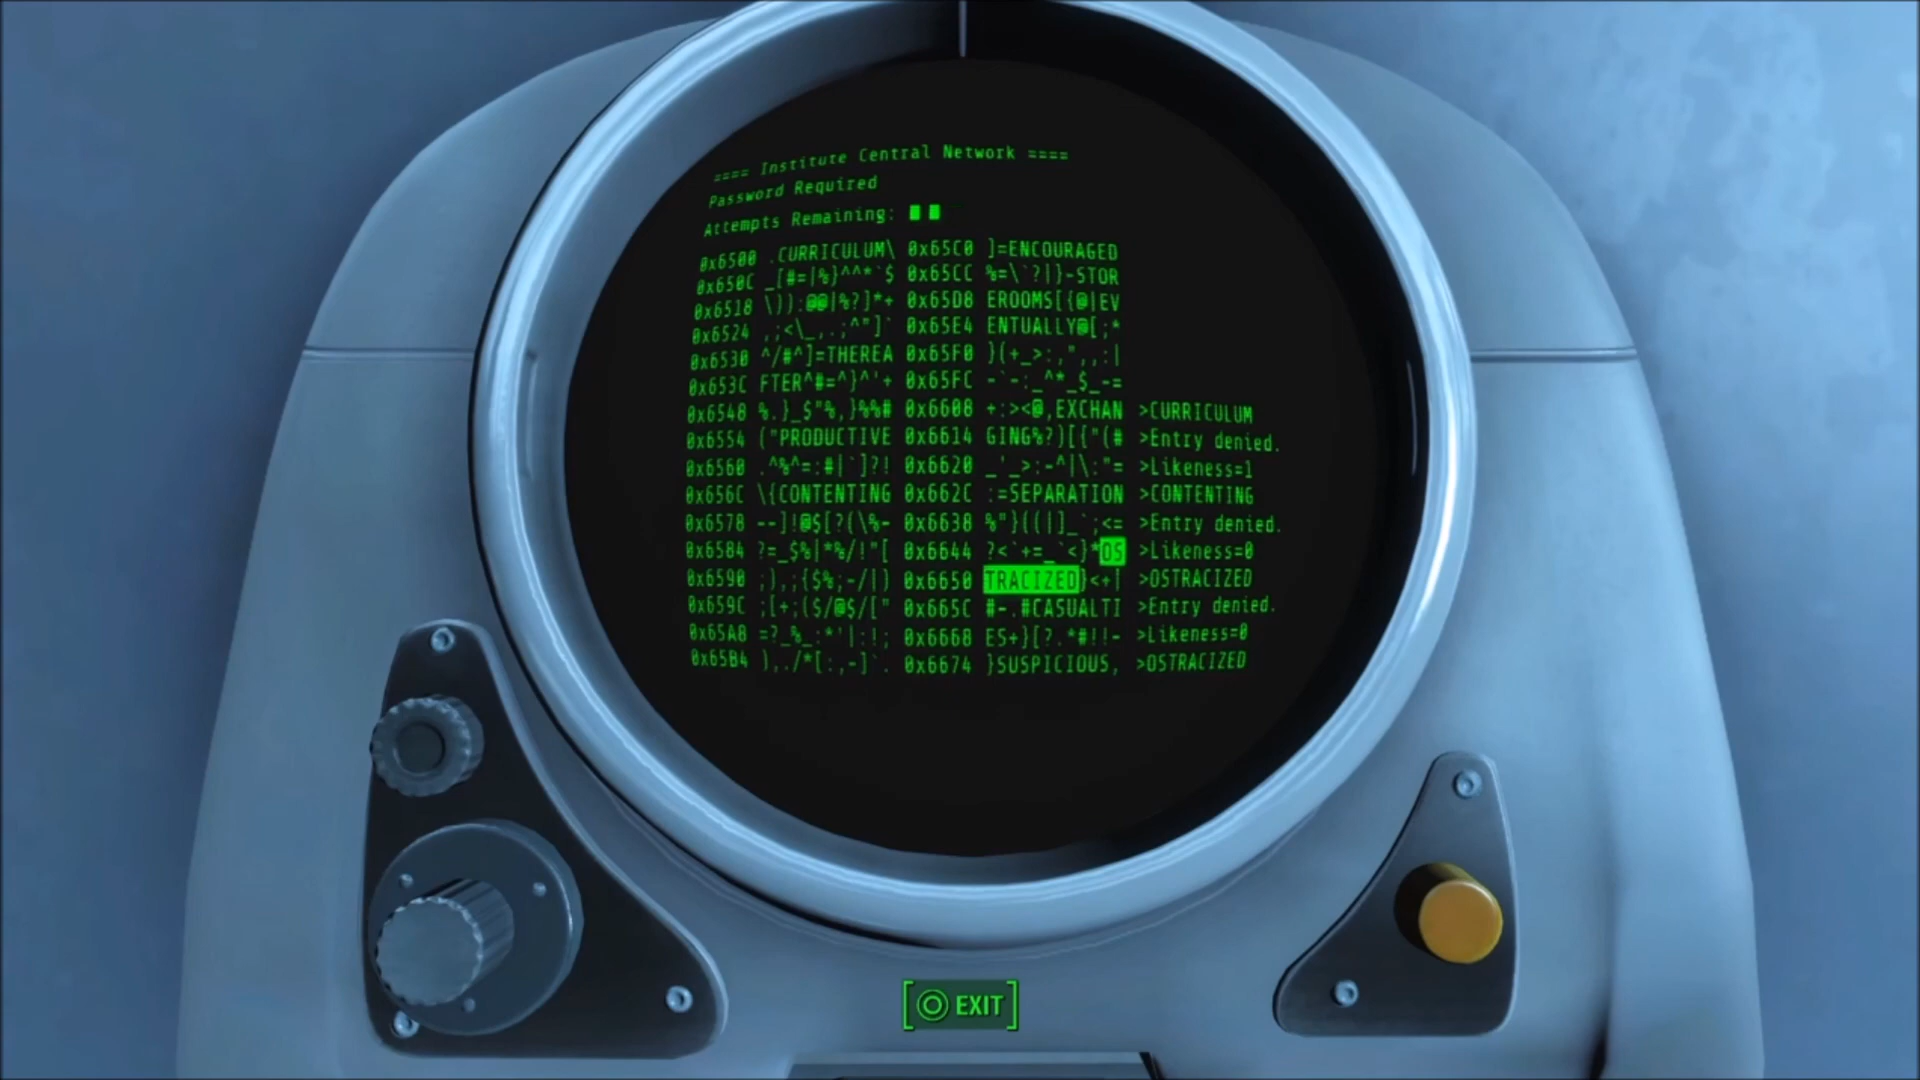 ==== Institute Central Network ====
Password Required
Attempts Remaining: ■ ■
0x6500 .CURRICULUM\ 0x65C0 ]=ENCOURAGED
0x650C _[#=|%}^^*`$ 0x65CC %=\`?|}-STOR
0x6518 \)):@@|%?]*+ 0x65D8 EROOMS[{@|EV
0x6524 ,;<\_,.;^"]` 0x65E4 ENTUALLY@[;*
0x6530 ^/#^]=THEREA 0x65F0 }(+_>:,",,:|
0x653C FTER^#=^}^'+ 0x65FC -`-:_^*_$_-=
0x6548 %.}_$"%,}%%# 0x6608 +:><@,EXCHAN >CURRICULUM
0x6554 ("PRODUCTIVE 0x6614 GING%?)[{"(# >Entry denied.
0x6560 .^%^=:#|`]?! 0x6620 _'_>:-^|\:"= >Likeness=1
0x656C \{CONTENTING 0x662C :=SEPARATION >CONTENTING
0x6578 --]!@$[?(\%- 0x6638 %"}((|]_`;<= >Entry denied.
0x6584 ?=_$%|*%/!"[ 0x6644 ?<`+=_`<}*OS >Likeness=0
0x6590 ;),;{$%;-/|) 0x6650 TRACIZED}<+| >OSTRACIZED
0x659C ;[+;($/@$/[" 0x665C #-.#CASUALTI >Entry denied.
0x65A8 =?_%_:*'|:!; 0x6668 ES+}[?.*#!!- >Likeness=0
0x65B4 ),./*[:,-]`. 0x6674 }SUSPICIOUS, >OSTRACIZED
EXIT